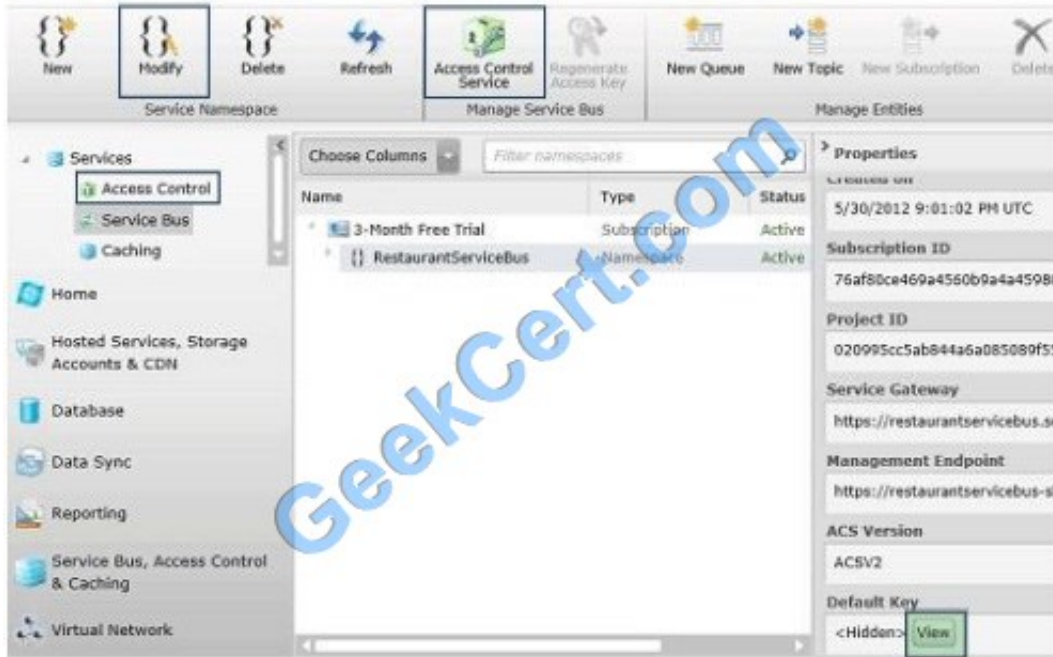 New
Modify
Delete
Refresh
Access Control Service
Regenerate Access Key
New Queue
New Topic
New Subscription
Delete
Service Namespace
Manage Service Bus
Manage Entities
Services
Access Control
Service Bus
Caching
Home
Hosted Services, Storage
Accounts & CDN
Database
Data Sync
Reporting
Service Bus, Access Control
& Caching
Virtual Network
Choose Columns
Filter namespaces
Name Type Status
3-Month Free Trial Subscription Active
{} RestaurantServiceBus Namespace Active
Properties
Created on
5/30/2012 9:01:02 PM UTC
Subscription ID
76af80ce469a4560b9a4a4598
Project ID
020995cc5ab844a6a085089f5
Service Gateway
https://restaurantservicebus.s
Management Endpoint
https://restaurantservicebus-s
ACS Version
ACSV2
Default Key
<Hidden> View
GeekCert.com